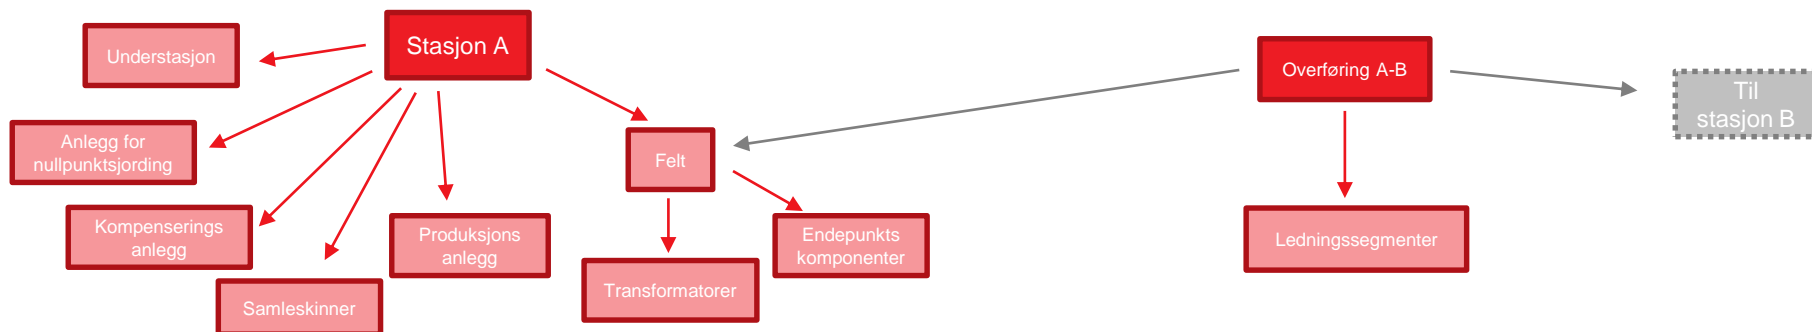 Stasjon A
Understasjon
Anlegg for
nullpunktsjording
Kompenserings
anlegg
Samleskinner
Produksjons
anlegg
Felt
Transformatorer
Endepunkts
komponenter
Overføring A-B
Ledningssegmenter
Til
stasjon B